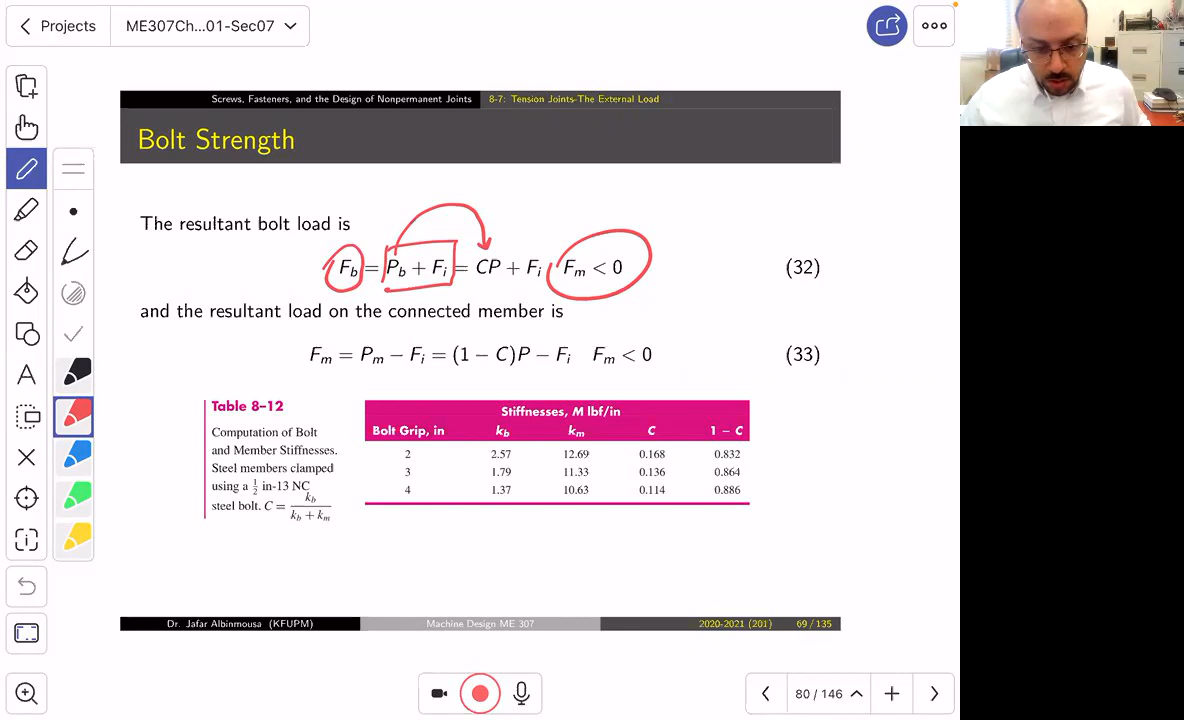 Projects
ME307Ch...01-Sec07
Screws, Fasteners, and the Design of Nonpermanent Joints 8-7: Tension Joints-The External Load
Bolt Strength
The resultant bolt load is
F_b = P_b + F_i = CP + F_i F_m < 0 (32)
and the resultant load on the connected member is
F_m = P_m − F_i = (1 − C)P − F_i F_m < 0 (33)
Table 8–12
Computation of Bolt
and Member Stiffnesses.
Steel members clamped
using a 1/2 in-13 NC
steel bolt. C = k_b / (k_b + k_m)
Stiffnesses, M lbf/in
Bolt Grip, in k_b k_m C 1 − C
2 2.57 12.69 0.168 0.832
3 1.79 11.33 0.136 0.864
4 1.37 10.63 0.114 0.886
Dr. Jafar Albinmousa (KFUPM) Machine Design ME 307 2020-2021 (201) 69 / 135
80 / 146